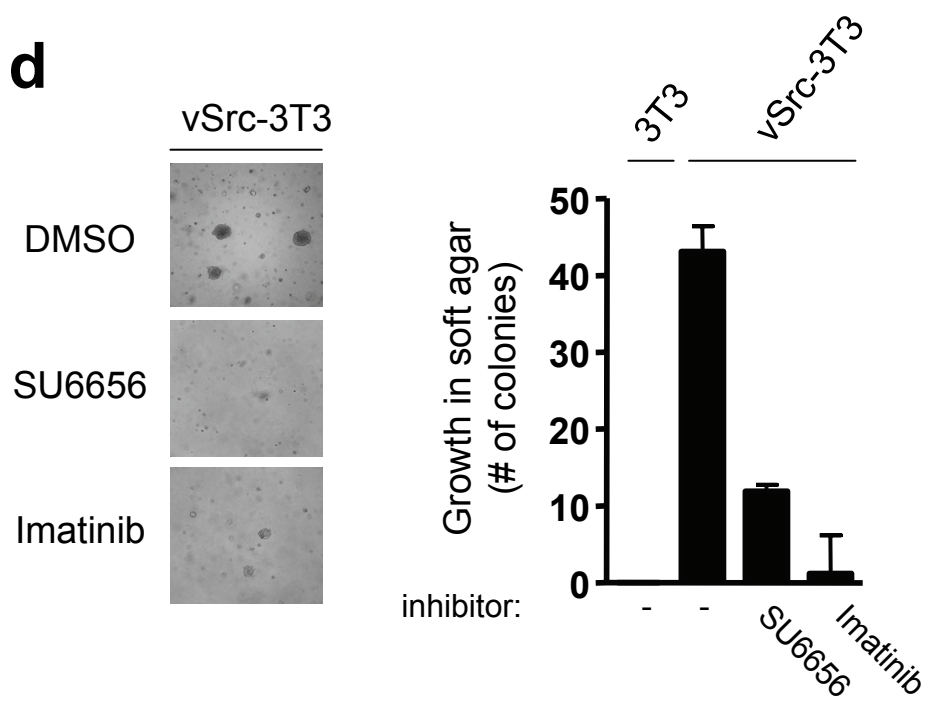 d
vSrc-3T3
DMSO
SU6656
Imatinib
3T3
vSrc-3T3
Growth in soft agar
(# of colonies)
50
40
30
20
10
0
inhibitor:
-
-
SU6656
Imatinib